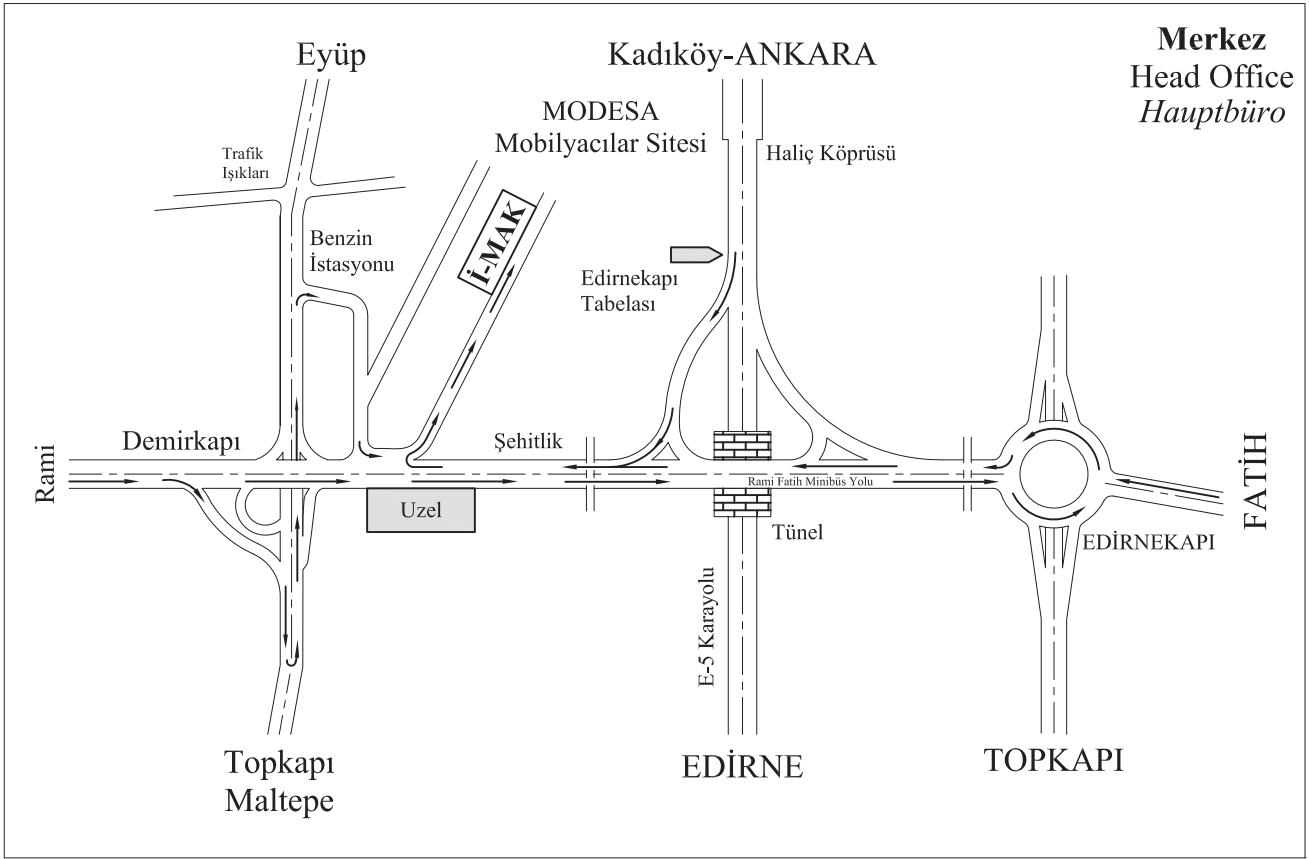 Merkez
Head Office
Hauptbüro
Eyüp
Kadıköy-ANKARA
MODESA
Mobilyacılar Sitesi
Haliç Köprüsü
Trafik
Işıkları
Benzin
İstasyonu
İ-MAK
Edirnekapı
Tabelası
Rami
Demirkapı
Şehitlik
Rami Fatih Minibüs Yolu
FATİH
Uzel
Tünel
EDİRNEKAPI
E-5 Karayolu
Topkapı
Maltepe
EDİRNE
TOPKAPI